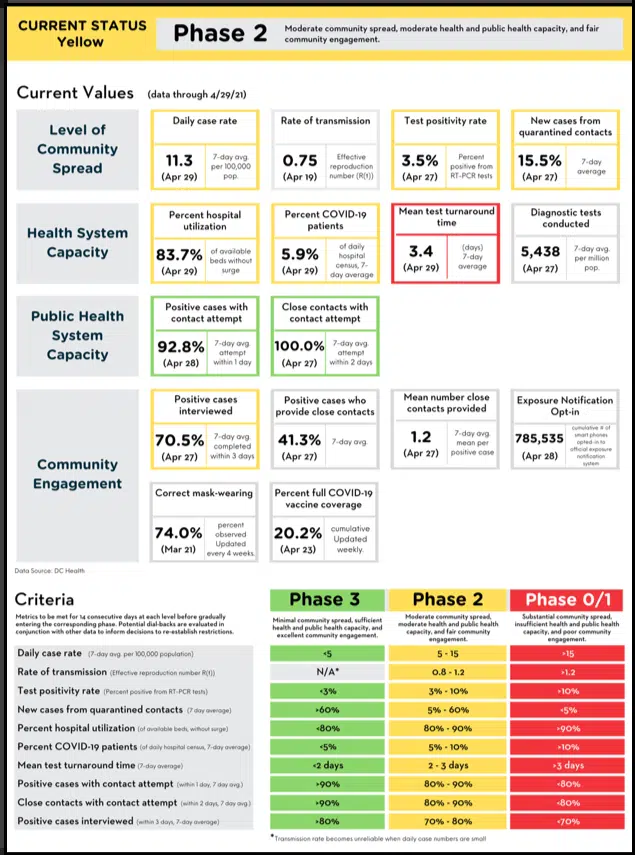 CURRENT STATUS
Yellow
Phase 2
Moderate community spread, moderate health and public health capacity, and fair
community engagement.
Current Values (data through 4/29/21)
Level of
Community
Spread
Daily case rate
11.3
(Apr 29)
7-day avg.
per 100,000
pop.
Rate of transmission
0.75
(Apr 19)
Effective
reproduction
number (R(t))
Test positivity rate
3.5%
(Apr 27)
Percent
positive from
RT-PCR tests
New cases from
quarantined contacts
15.5%
(Apr 27)
7-day
average
Health System
Capacity
Percent hospital
utilization
83.7%
(Apr 29)
of available
beds without
surge
Percent COVID-19
patients
5.9%
(Apr 29)
of daily
hospital
census, 7-
day average
Mean test turnaround
time
3.4
(Apr 29)
(days)
7-day
average
Diagnostic tests
conducted
5,438
(Apr 27)
7-day avg.
per million
pop.
Public Health
System
Capacity
Positive cases with
contact attempt
92.8%
(Apr 28)
7-day avg.
attempt
within 1 day
Close contacts with
contact attempt
100.0%
(Apr 27)
7-day avg.
attempt
within 2 days
Community
Engagement
Positive cases
interviewed
70.5%
(Apr 27)
7-day avg.
completed
within 3 days
Positive cases who
provide close contacts
41.3%
(Apr 27)
7-day avg.
Mean number close
contacts provided
1.2
(Apr 27)
7-day avg.
mean per
positive case
Exposure Notification
Opt-in
785,535
(Apr 28)
cumulative # of
smart phones
opted-in to
official exposure
notification
system
Correct mask-wearing
74.0%
(Mar 21)
percent
observed
Updated
every 4 weeks.
Percent full COVID-19
vaccine coverage
20.2%
(Apr 23)
cumulative
Updated
weekly.
Data Source: DC Health
Criteria
Metrics to be met for 14 consecutive days at each level before gradually
entering the corresponding phase. Potential dial-backs are evaluated in
conjunction with other data to inform decisions to re-establish restrictions.
Phase 3
Minimal community spread, sufficient
health and public health capacity, and
excellent community engagement.
Phase 2
Moderate community spread,
moderate health and public health
capacity, and fair community
engagement.
Phase 0/1
Substantial community spread,
insufficient health and public health
capacity, and poor community
engagement.
Daily case rate (7-day avg. per 100,000 population) <5 5 - 15 >15
Rate of transmission (Effective reproduction number R(t)) N/A* 0.8 - 1.2 >1.2
Test positivity rate (Percent positive from RT-PCR tests) <3% 3% - 10% >10%
New cases from quarantined contacts (7 day average) >60% 5% - 60% <5%
Percent hospital utilization (of available beds, without surge) <80% 80% - 90% >90%
Percent COVID-19 patients (of daily hospital census, 7-day average) <5% 5% - 10% >10%
Mean test turnaround time (7-day average) <2 days 2 - 3 days >3 days
Positive cases with contact attempt (within 1 day, 7 day avg.) >90% 80% - 90% <80%
Close contacts with contact attempt (within 2 days, 7 day avg.) >90% 80% - 90% <80%
Positive cases interviewed (within 3 days, 7-day average) >80% 70% - 80% <70%
*Transmission rate becomes unreliable when daily case numbers are small